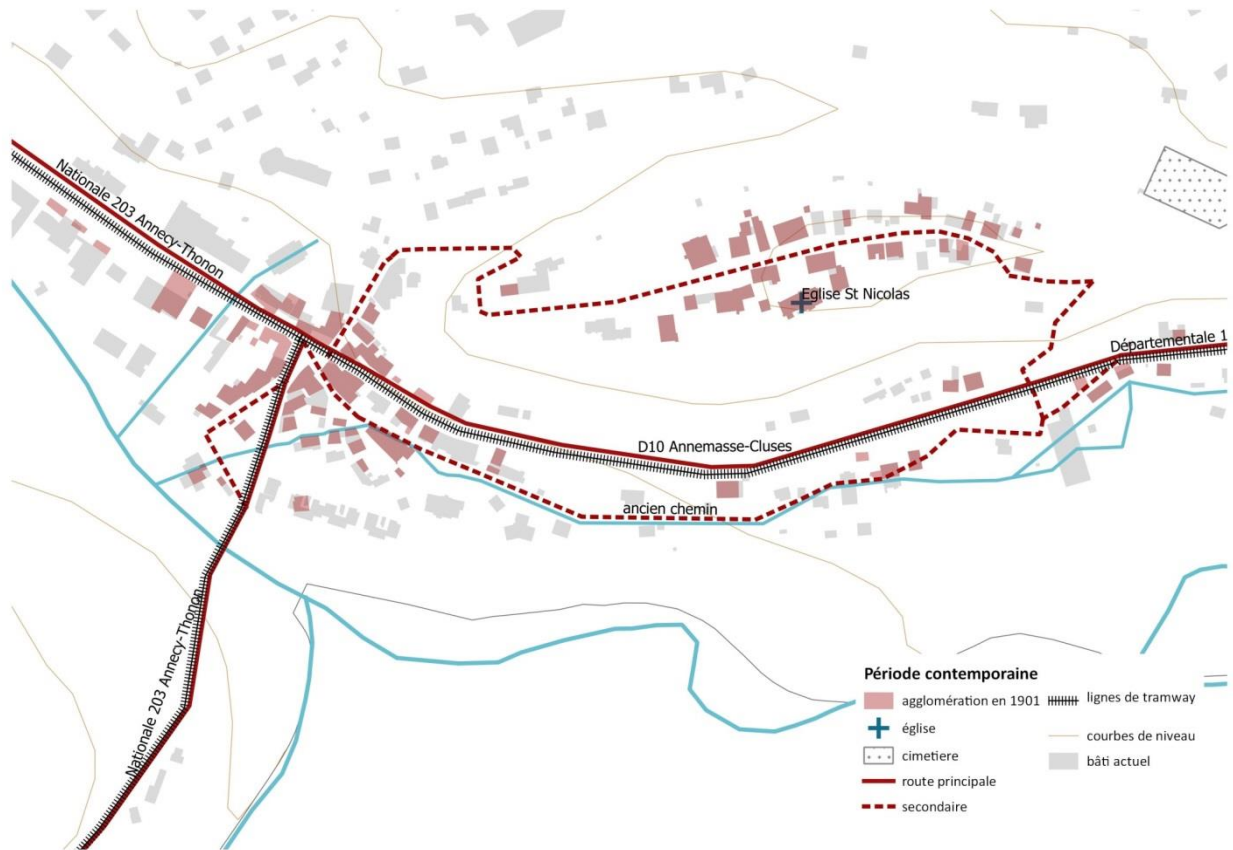 Nationale 203 Annecy-Thonon
Eglise St Nicolas
Départementale 1
D10 Annemasse-Cluses
ancien chemin
Nationale 203 Annecy-Thonon
Période contemporaine
agglomération en 1901
église
cimetiere
route principale
secondaire
lignes de tramway
courbes de niveau
bâti actuel